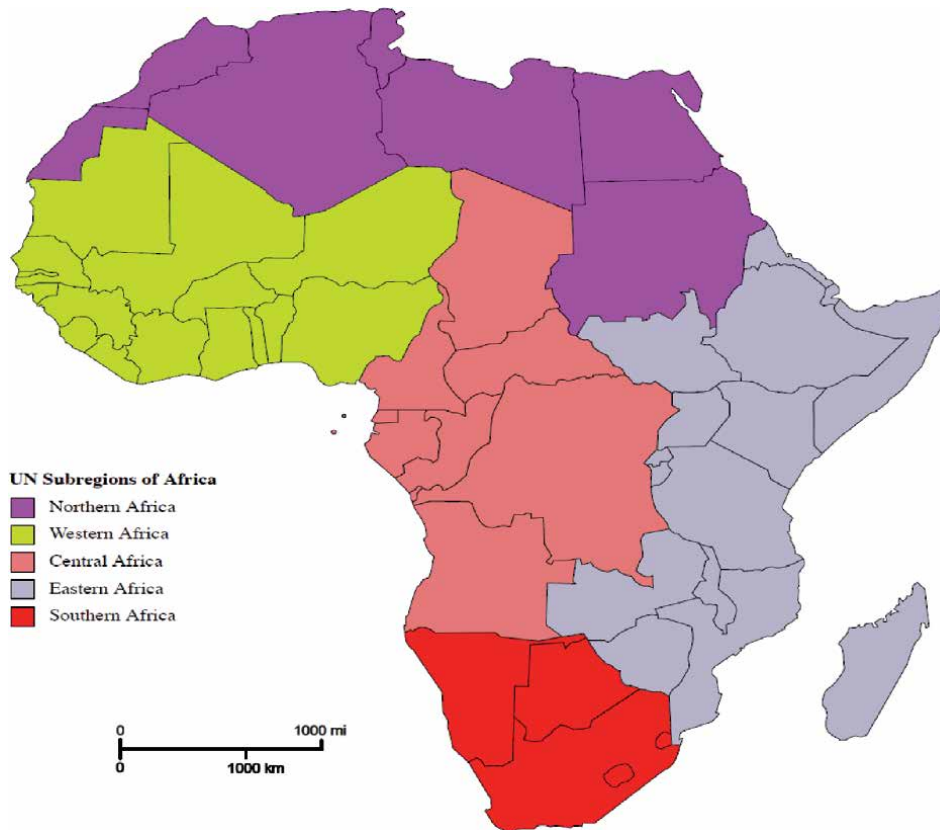 UN Subregions of Africa
Northern Africa
Western Africa
Central Africa
Eastern Africa
Southern Africa
0 1000 mi
0 1000 km